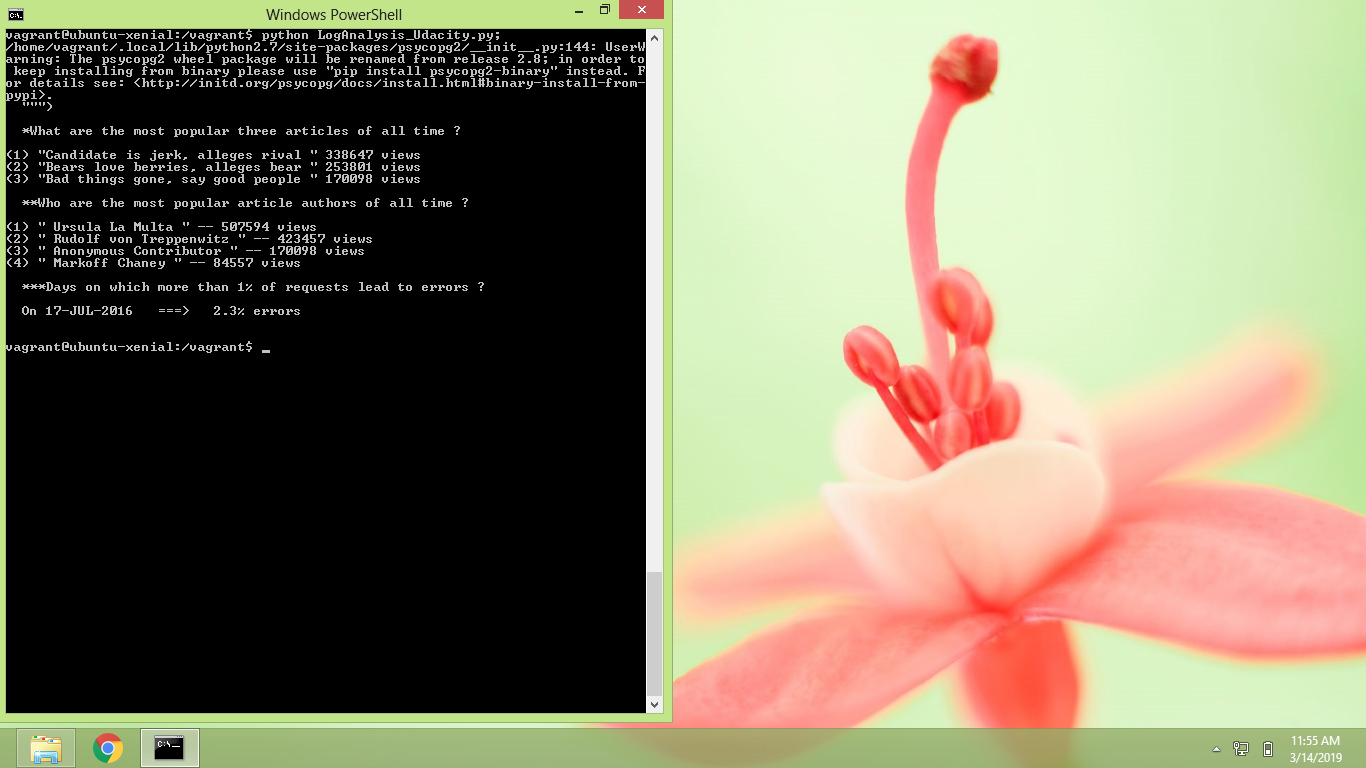 Windows PowerShell
vagrant@ubuntu-xenial:/vagrant$ python LogAnalysis_Udacity.py;
/home/vagrant/.local/lib/python2.7/site-packages/psycopg2/__init__.py:144: UserW
arning: The psycopg2 wheel package will be renamed from release 2.8; in order to
 keep installing from binary please use "pip install psycopg2-binary" instead. F
or details see: <http://initd.org/psycopg/docs/install.html#binary-install-from-
pypi>.
  """)
  *What are the most popular three articles of all time ?
(1) "Candidate is jerk, alleges rival " 338647 views
(2) "Bears love berries, alleges bear " 253801 views
(3) "Bad things gone, say good people " 170098 views
  **Who are the most popular article authors of all time ?
(1) " Ursula La Multa " -- 507594 views
(2) " Rudolf von Treppenwitz " -- 423457 views
(3) " Anonymous Contributor " -- 170098 views
(4) " Markoff Chaney " -- 84557 views
  ***Days on which more than 1% of requests lead to errors ?
  On 17-JUL-2016   ===>   2.3% errors
vagrant@ubuntu-xenial:/vagrant$ _
C:\_
11:55 AM
3/14/2019